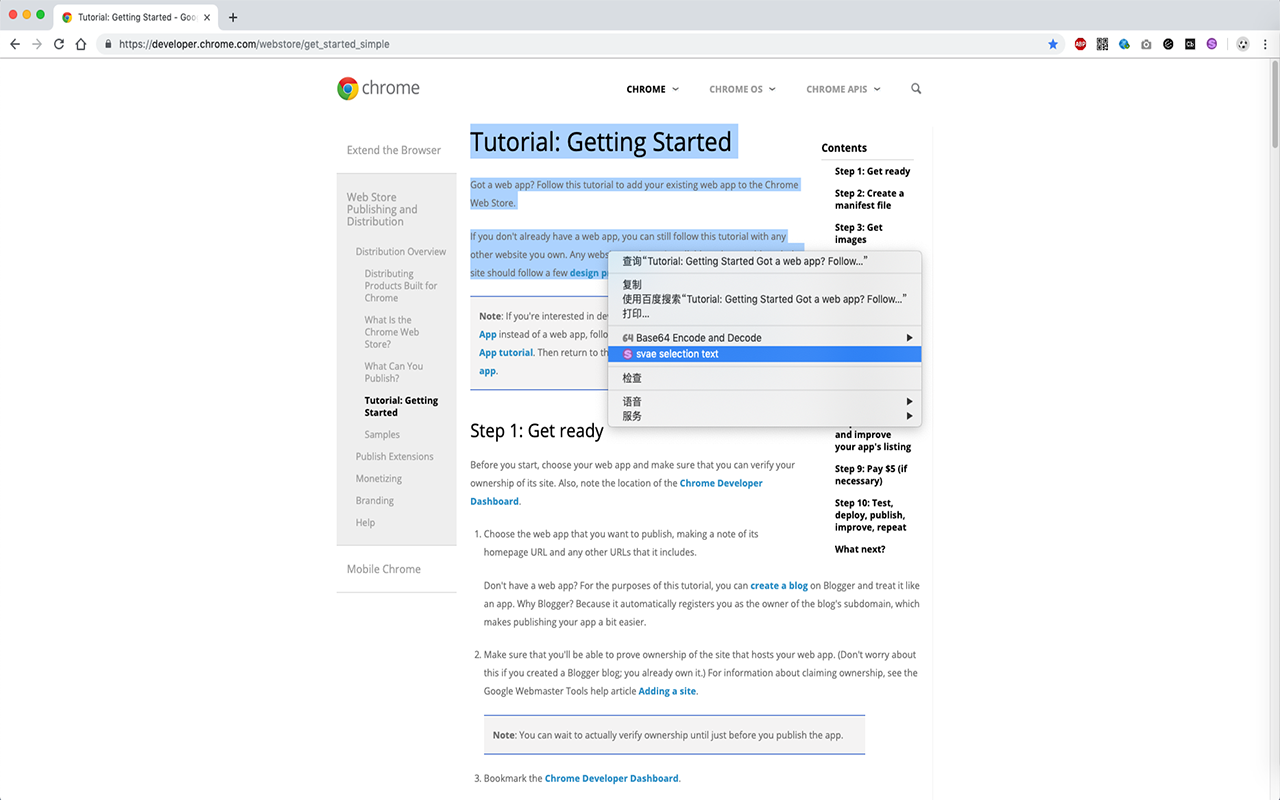 Tutorial: Getting Started - Goo
https://developer.chrome.com/webstore/get_started_simple
ABP
chrome
CHROME
CHROME OS
CHROME APIS
Extend the Browser
Web Store
Publishing and
Distribution
Distribution Overview
Distributing
Products Built for
Chrome
What Is the
Chrome Web
Store?
What Can You
Publish?
Tutorial: Getting
Started
Samples
Publish Extensions
Monetizing
Branding
Help
Mobile Chrome
Tutorial: Getting Started
Got a web app? Follow this tutorial to add your existing web app to the Chrome
Web Store.
If you don't already have a web app, you can still follow this tutorial with any
other website you own. Any webs
site should follow a few design p
Note: If you're interested in de
App instead of a web app, follo
App tutorial. Then return to th
app.
查询“Tutorial: Getting Started Got a web app? Follow...”
复制
使用百度搜索“Tutorial: Getting Started Got a web app? Follow...”
打印...
64 Base64 Encode and Decode
S svae selection text
检查
语音
服务
Step 1: Get ready
Before you start, choose your web app and make sure that you can verify your
ownership of its site. Also, note the location of the Chrome Developer
Dashboard.
1. Choose the web app that you want to publish, making a note of its
homepage URL and any other URLs that it includes.
Don't have a web app? For the purposes of this tutorial, you can create a blog on Blogger and treat it like
an app. Why Blogger? Because it automatically registers you as the owner of the blog's subdomain, which
makes publishing your app a bit easier.
2. Make sure that you'll be able to prove ownership of the site that hosts your web app. (Don't worry about
this if you created a Blogger blog; you already own it.) For information about claiming ownership, see the
Google Webmaster Tools help article Adding a site.
Note: You can wait to actually verify ownership until just before you publish the app.
3. Bookmark the Chrome Developer Dashboard.
Contents
Step 1: Get ready
Step 2: Create a
manifest file
Step 3: Get
images
and improve
your app's listing
Step 9: Pay $5 (if
necessary)
Step 10: Test,
deploy, publish,
improve, repeat
What next?